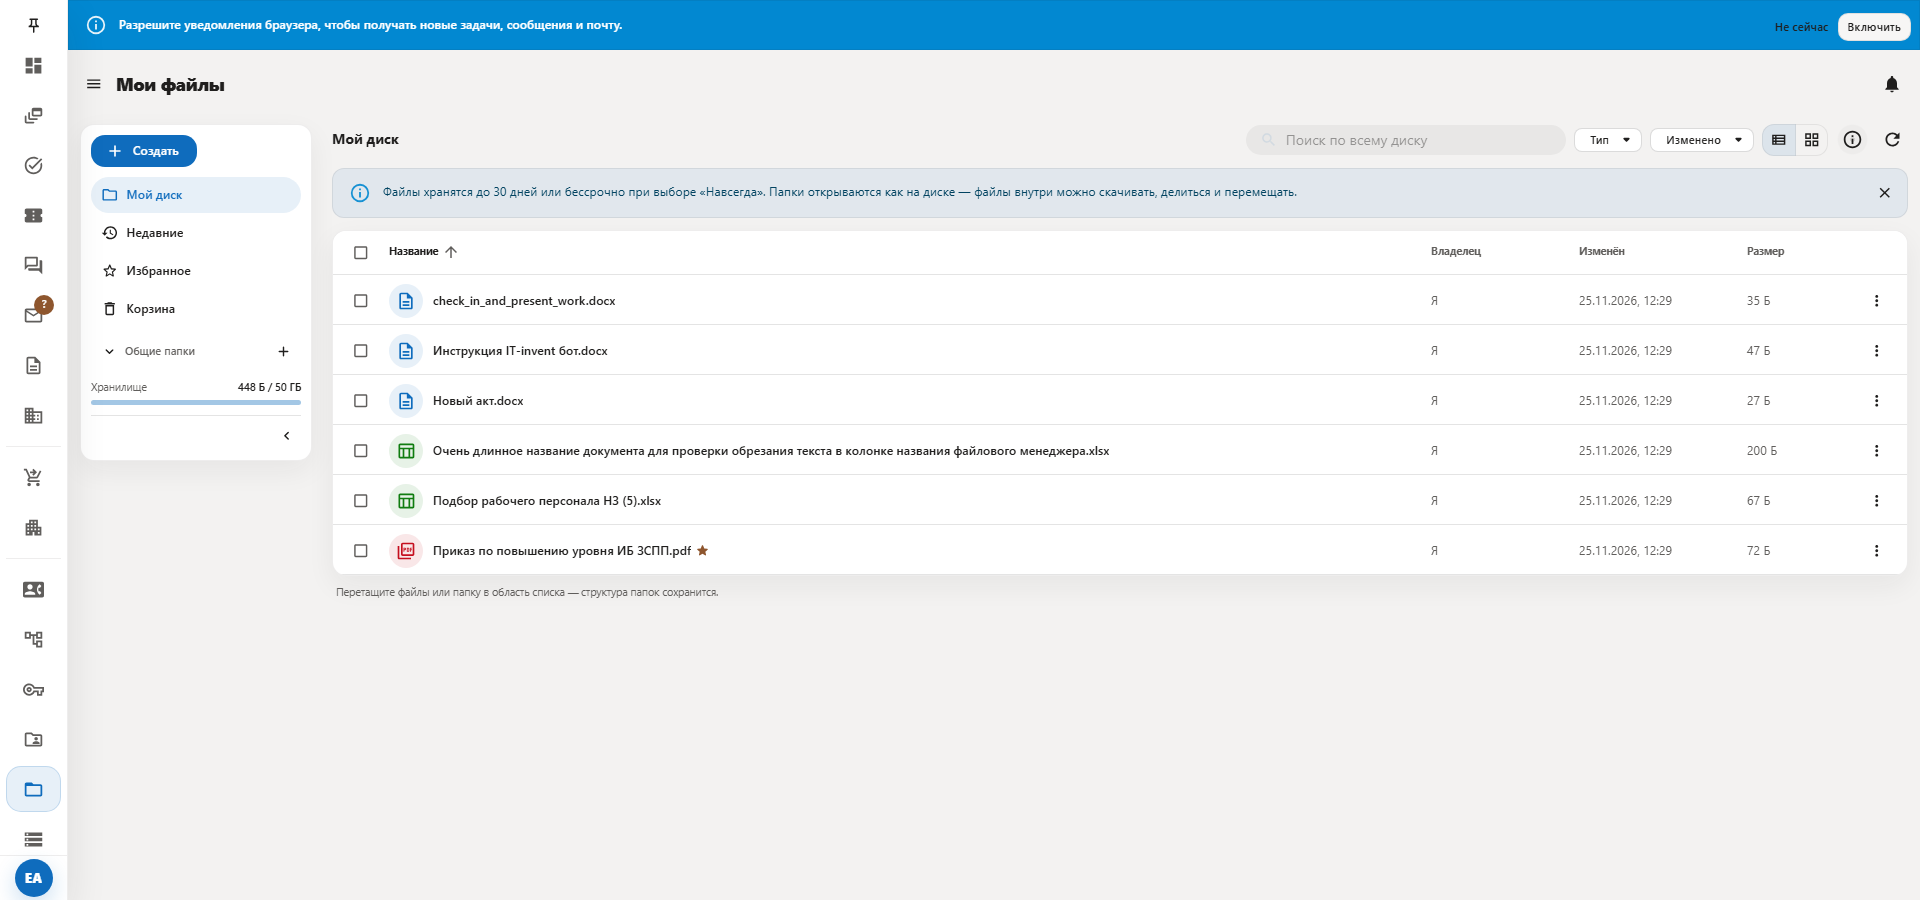 Разрешите уведомления браузера, чтобы получать новые задачи, сообщения и почту.
Не сейчас
Включить
Мои файлы
Создать
Мой диск
Недавние
Избранное
Корзина
Общие папки
Хранилище
448 Б / 50 ГБ
?
EA
Мой диск
Поиск по всему диску
Тип
Изменено
Файлы хранятся до 30 дней или бессрочно при выборе «Навсегда». Папки открываются как на диске — файлы внутри можно скачивать, делиться и перемещать.
Название Владелец Изменён Размер
check_in_and_present_work.docx Я 25.11.2026, 12:29 35 Б
Инструкция IT-invent бот.docx Я 25.11.2026, 12:29 47 Б
Новый акт.docx Я 25.11.2026, 12:29 27 Б
Очень длинное название документа для проверки обрезания текста в колонке названия файлового менеджера.xlsx Я 25.11.2026, 12:29 200 Б
Подбор рабочего персонала Н3 (5).xlsx Я 25.11.2026, 12:29 67 Б
PDF Приказ по повышению уровня ИБ ЗСПП.pdf Я 25.11.2026, 12:29 72 Б
Перетащите файлы или папку в область списка — структура папок сохранится.